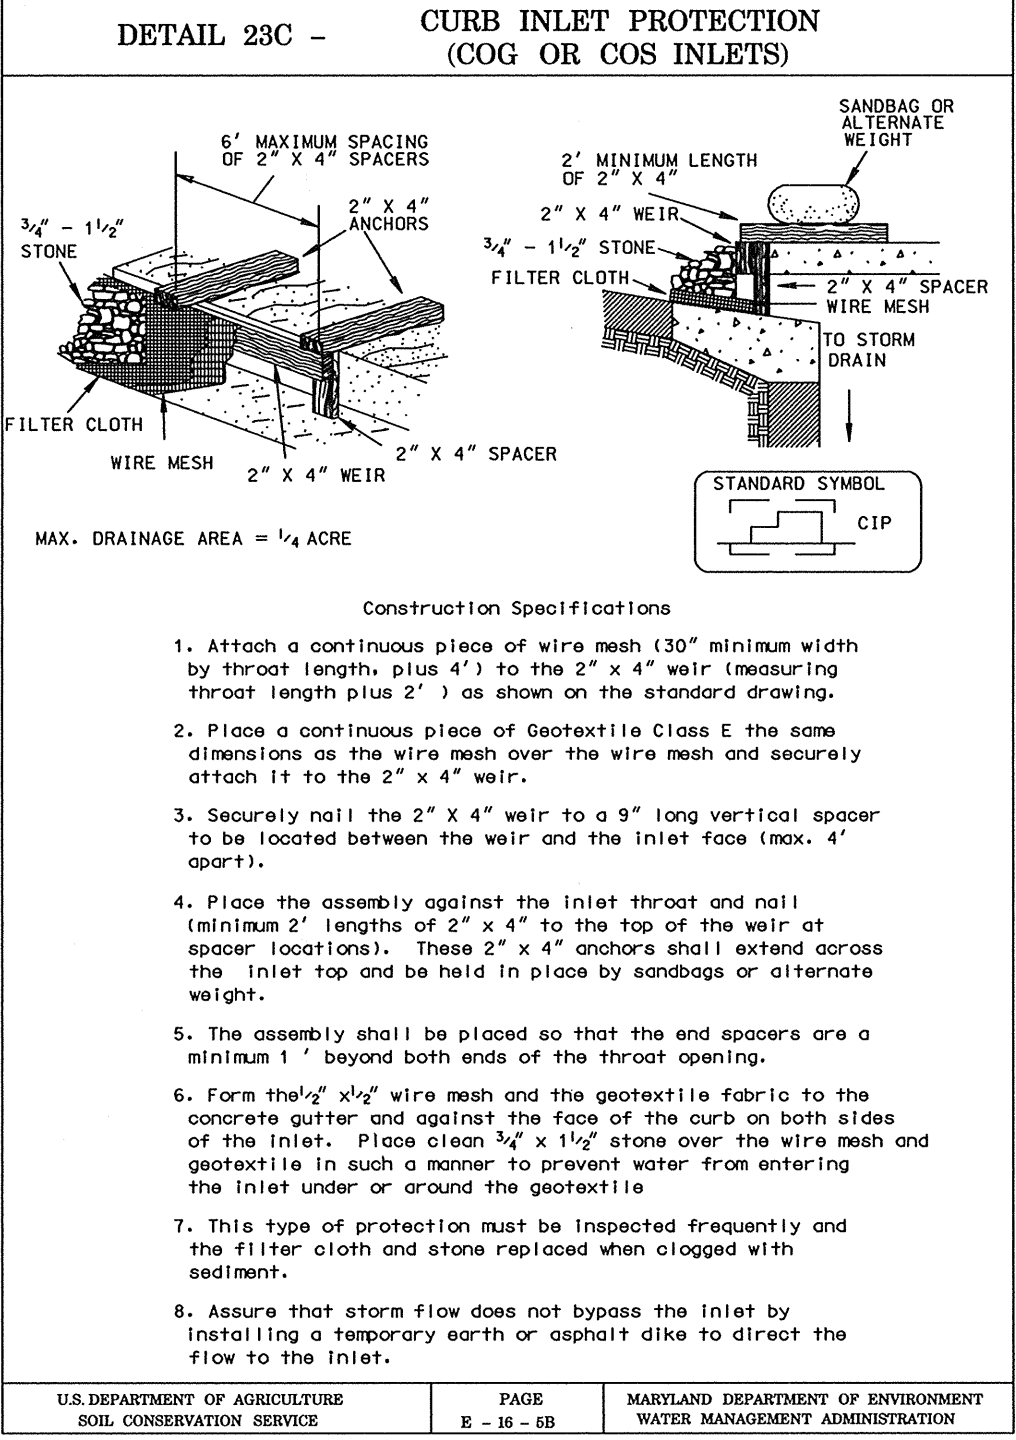 DETAIL 23C – CURB INLET PROTECTION
(COG OR COS INLETS)
6' MAXIMUM SPACING
OF 2" X 4" SPACERS
2" X 4"
ANCHORS
3/4" - 1 1/2"
STONE
FILTER CLOTH
WIRE MESH
2" X 4" WEIR
2" X 4" SPACER
SANDBAG OR
ALTERNATE
WEIGHT
2' MINIMUM LENGTH
OF 2" X 4"
2" X 4" WEIR
3/4" - 1 1/2" STONE
FILTER CLOTH
2" X 4" SPACER
WIRE MESH
TO STORM
DRAIN
STANDARD SYMBOL
CIP
MAX. DRAINAGE AREA = 1/4 ACRE
Construction Specifications
1. Attach a continuous piece of wire mesh (30" minimum width
by throat length, plus 4') to the 2" x 4" weir (measuring
throat length plus 2' ) as shown on the standard drawing.
2. Place a continuous piece of Geotextile Class E the same
dimensions as the wire mesh over the wire mesh and securely
attach it to the 2" x 4" weir.
3. Securely nail the 2" X 4" weir to a 9" long vertical spacer
to be located between the weir and the inlet face (max. 4'
apart).
4. Place the assembly against the inlet throat and nail
(minimum 2' lengths of 2" x 4" to the top of the weir at
spacer locations). These 2" x 4" anchors shall extend across
the inlet top and be held in place by sandbags or alternate
weight.
5. The assembly shall be placed so that the end spacers are a
minimum 1 ' beyond both ends of the throat opening.
6. Form the 1/2" x 1/2" wire mesh and the geotextile fabric to the
concrete gutter and against the face of the curb on both sides
of the inlet. Place clean 3/4" x 1 1/2" stone over the wire mesh and
geotextile in such a manner to prevent water from entering
the inlet under or around the geotextile
7. This type of protection must be inspected frequently and
the filter cloth and stone replaced when clogged with
sediment.
8. Assure that storm flow does not bypass the inlet by
installing a temporary earth or asphalt dike to direct the
flow to the inlet.
U.S. DEPARTMENT OF AGRICULTURE
SOIL CONSERVATION SERVICE
PAGE
E - 16 - 5B
MARYLAND DEPARTMENT OF ENVIRONMENT
WATER MANAGEMENT ADMINISTRATION